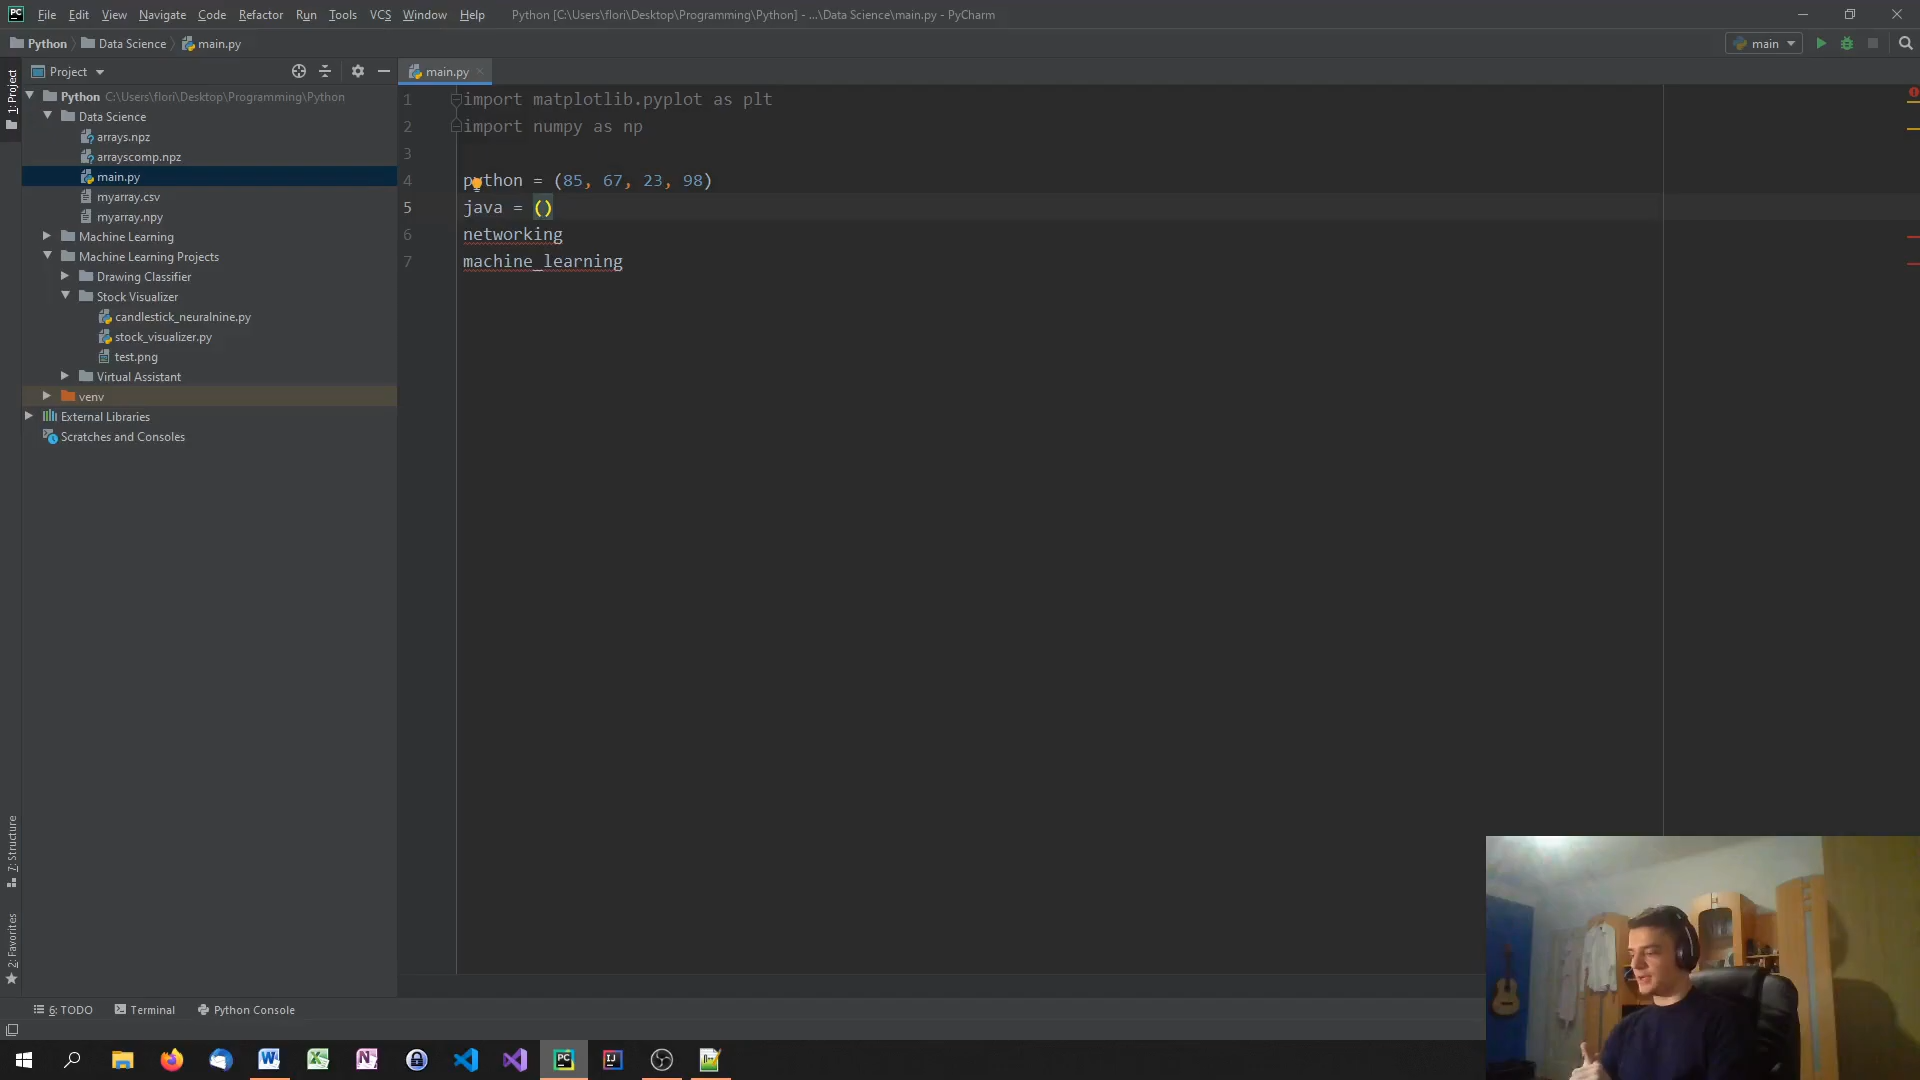 PC File Edit View Navigate Code Refactor Run Tools VCS Window Help Python [C:\Users\flori\Desktop\Programming\Python] - ...\Data Science\main.py - PyCharm
Python Data Science main.py main
1: Project
Project
main.py
Python C:\Users\flori\Desktop\Programming\Python
Data Science
arrays.npz
arrayscomp.npz
main.py
myarray.csv
myarray.npy
Machine Learning
Machine Learning Projects
Drawing Classifier
Stock Visualizer
candlestick_neuralnine.py
stock_visualizer.py
test.png
Virtual Assistant
venv
External Libraries
Scratches and Consoles
1 import matplotlib.pyplot as plt
2 import numpy as np
3
4 python = (85, 67, 23, 98)
5 java = ()
6 networking
7 machine_learning
7: Structure
2: Favorites
6: TODO Terminal Python Console
W X N PC IJ